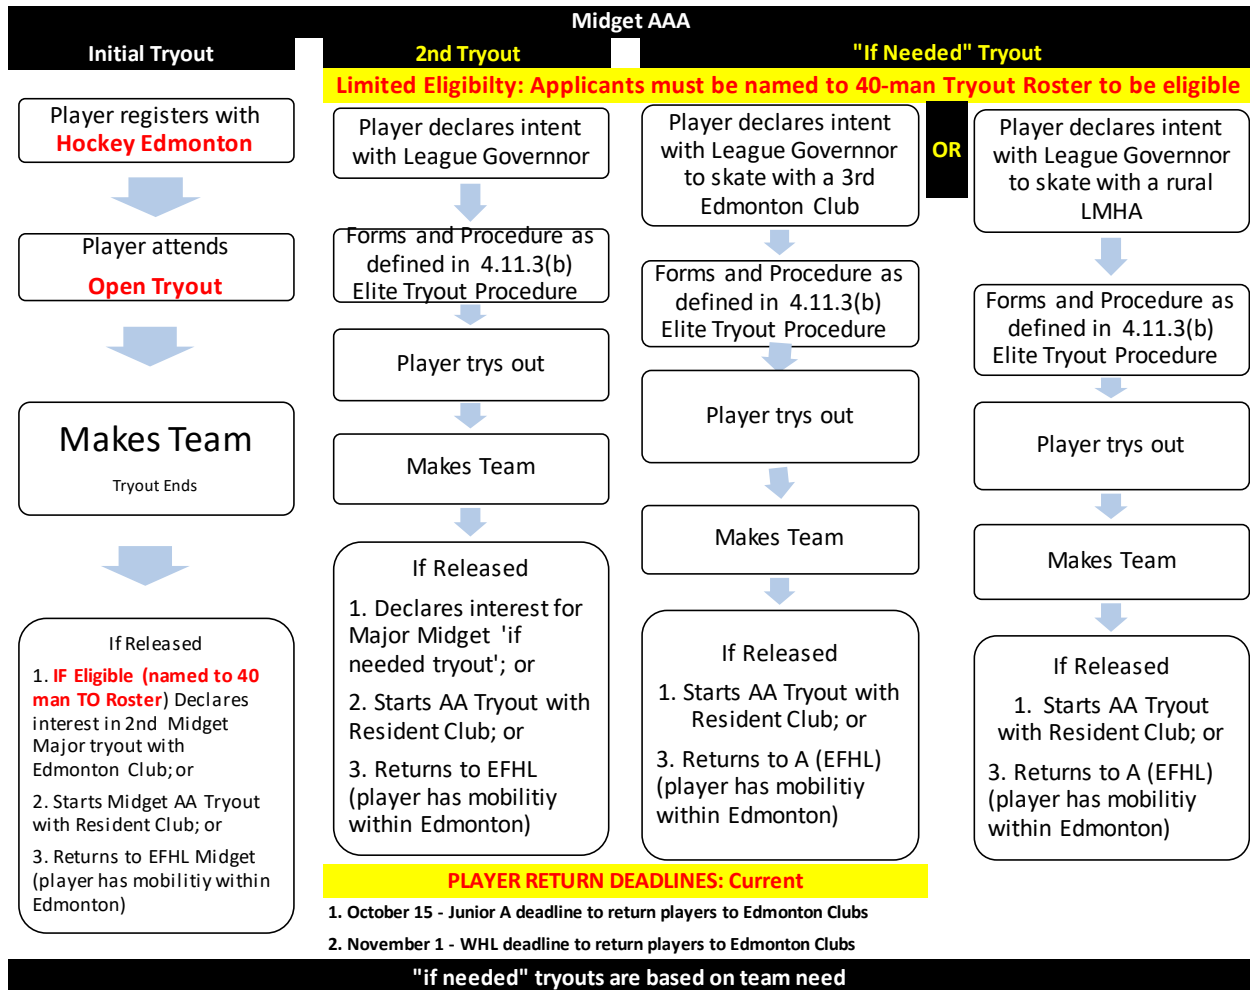 Midget AAA
Initial Tryout
2nd Tryout
"If Needed" Tryout
Limited Eligibilty: Applicants must be named to 40-man Tryout Roster to be eligible
Player registers with
Hockey Edmonton
Player attends
Open Tryout
Makes Team
Tryout Ends
If Released
1. IF Eligible (named to 40
man TO Roster) Declares
interest in 2nd Midget
Major tryout with
Edmonton Club; or
2. Starts Midget AA Tryout
with Resident Club; or
3. Returns to EFHL Midget
(player has mobilitiy within
Edmonton)
Player declares intent
with League Governnor
Forms and Procedure as
defined in 4.11.3(b)
Elite Tryout Procedure
Player trys out
Makes Team
If Released
1. Declares interest for
Major Midget 'if
needed tryout'; or
2. Starts AA Tryout with
Resident Club; or
3. Returns to EFHL
(player has mobilitiy
within Edmonton)
Player declares intent
with League Governnor
to skate with a 3rd
Edmonton Club
Forms and Procedure as
defined in 4.11.3(b)
Elite Tryout Procedure
Player trys out
Makes Team
If Released
1. Starts AA Tryout with
Resident Club; or
3. Returns to A (EFHL)
(player has mobilitiy
within Edmonton)
OR
Player declares intent
with League Governnor
to skate with a rural
LMHA
Forms and Procedure as
defined in 4.11.3(b)
Elite Tryout Procedure
Player trys out
Makes Team
If Released
1. Starts AA Tryout
with Resident Club; or
3. Returns to A (EFHL)
(player has mobilitiy
within Edmonton)
PLAYER RETURN DEADLINES: Current
1. October 15 - Junior A deadline to return players to Edmonton Clubs
2. November 1 - WHL deadline to return players to Edmonton Clubs
"if needed" tryouts are based on team need